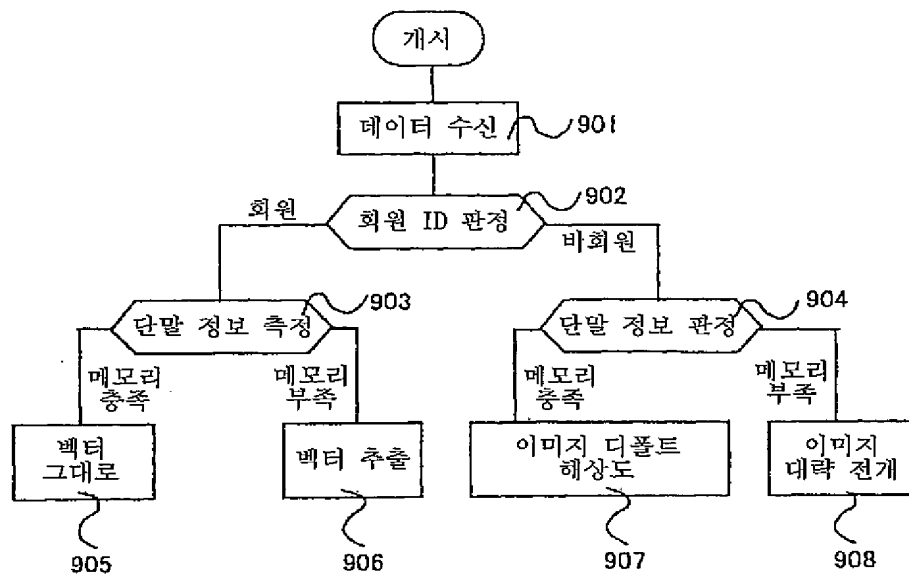 개시
데이터 수신
901
회원 ID 판정
902
회원
비회원
단말 정보 측정
903
단말 정보 판정
904
메모리
충족
메모리
부족
메모리
충족
메모리
부족
벡터
그대로
벡터 추출
이미지 디폴트
해상도
이미지
대략 전개
905
906
907
908